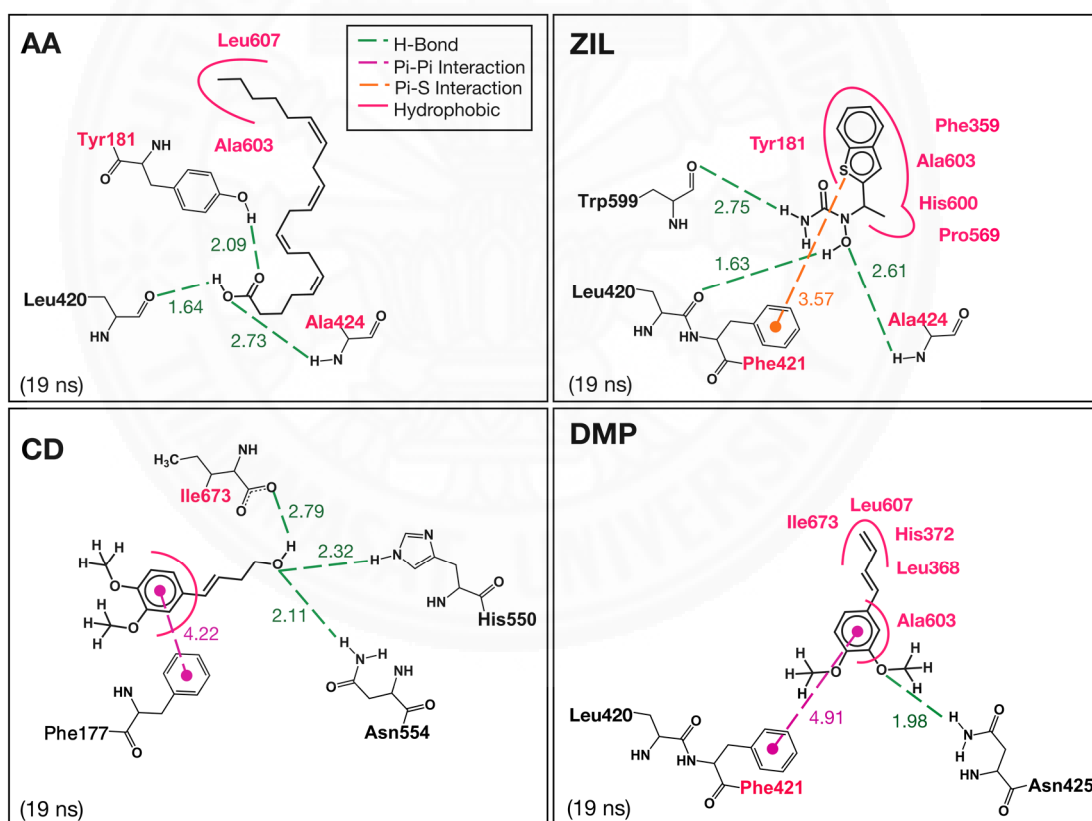 AA
Leu607
H-Bond
Pi-Pi Interaction
Pi-S Interaction
Hydrophobic
Tyr181
NH
O
Ala603
O
H
2.09
O
H
O
Leu420
O
1.64
HN
2.73
Ala424
O
H
N
(19 ns)
ZIL
Phe359
Tyr181
Ala603
S
His600
Pro569
Trp599
O
NH
2.75
H
N
H
O
N
O
H
1.63
2.61
Leu420
O
3.57
HN
HN
O
Phe421
Ala424
O
H
N
(19 ns)
CD
H₃C
NH
Ile673
O
O
2.79
H
O
2.32
H
N
N
HN
O
His550
H
H
C
H
O
H
C
H
H
O
4.22
2.11
H
H
N
O
HN
O
Asn554
HN
Phe177
O
(19 ns)
DMP
Leu607
Ile673
His372
Leu368
Ala603
H
C
H
H
O
O
C
H
H
H
Leu420
O
4.91
1.98
H
N
H
O
HN
HN
HN
O
Phe421
O
Asn425
(19 ns)